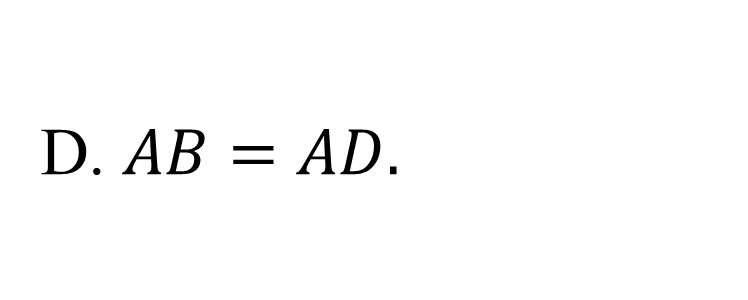 D. AB = AD.